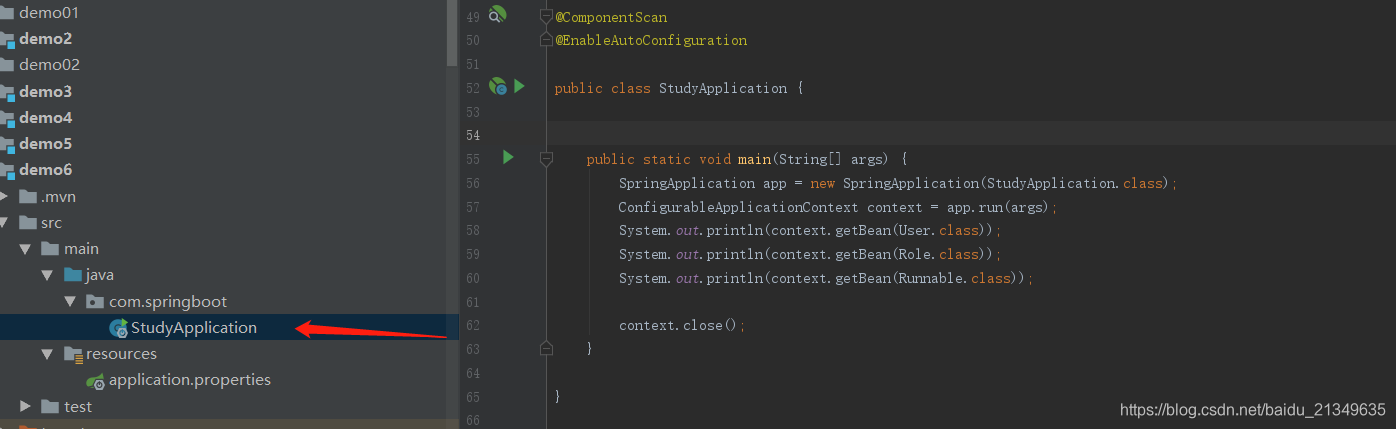 demo01
demo2
demo02
demo3
demo4
demo5
demo6
.mvn
src
main
java
com.springboot
StudyApplication
resources
application.properties
test
49 @ComponentScan
50 @EnableAutoConfiguration
51
52 public class StudyApplication {
53
54
55 public static void main(String[] args) {
56 SpringApplication app = new SpringApplication(StudyApplication.class);
57 ConfigurableApplicationContext context = app.run(args);
58 System.out.println(context.getBean(User.class));
59 System.out.println(context.getBean(Role.class));
60 System.out.println(context.getBean(Runnable.class));
61
62 context.close();
63 }
64
65 }
66
https://blog.csdn.net/baidu_21349635